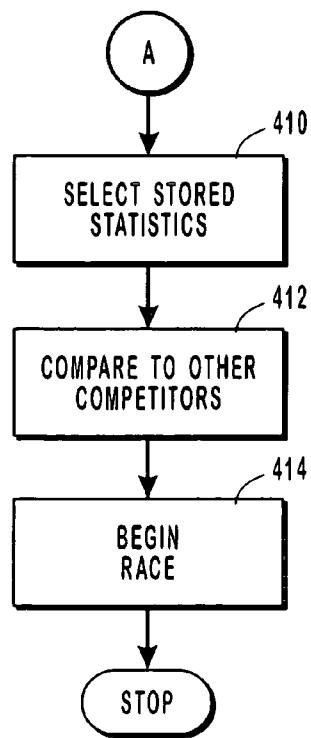 A
410
SELECT STORED
STATISTICS
412
COMPARE TO OTHER
COMPETITORS
414
BEGIN
RACE
STOP